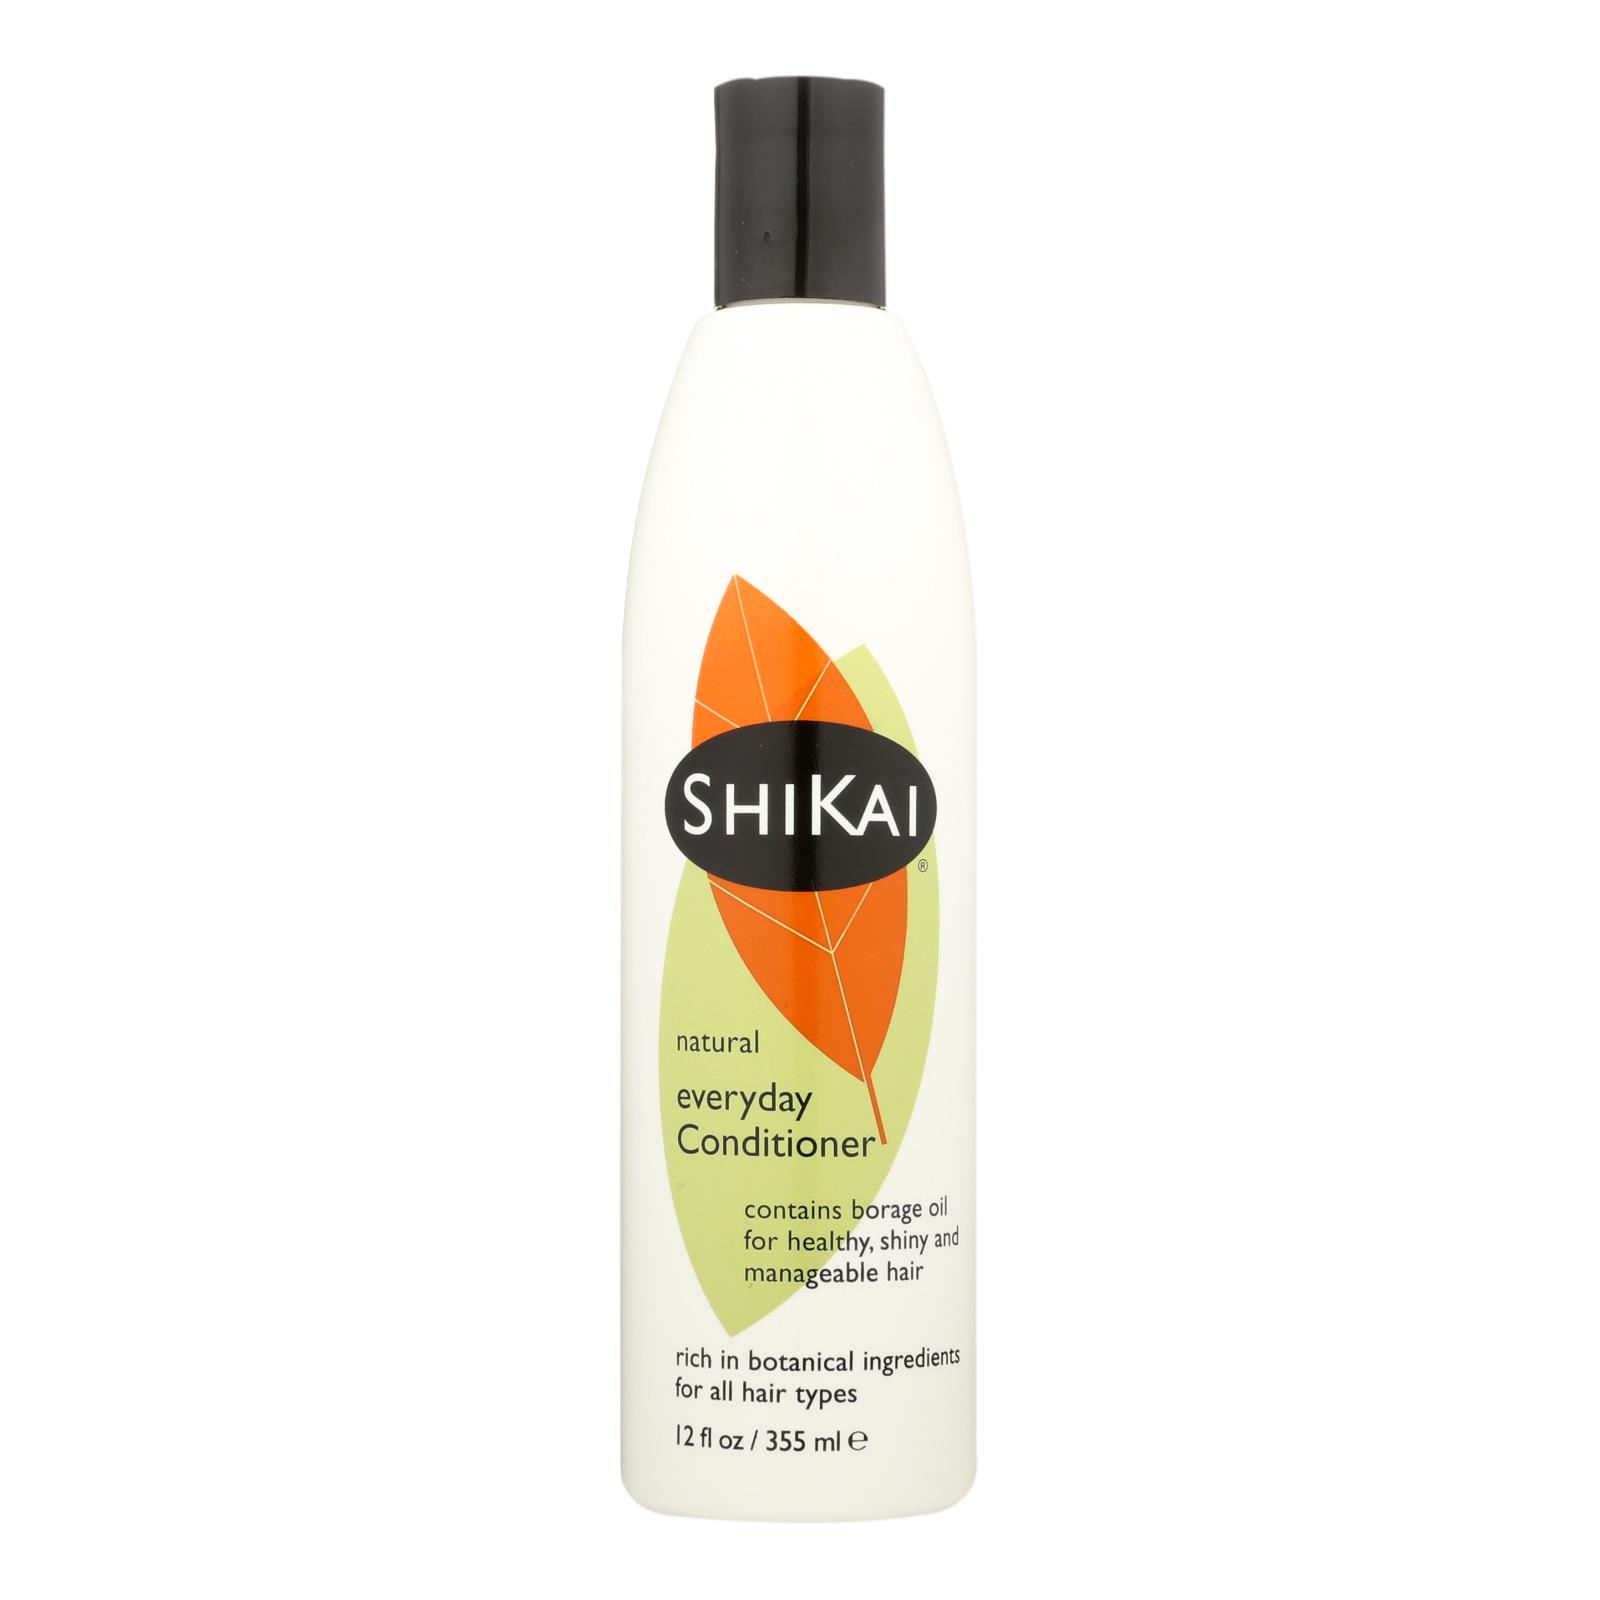 SHIKAI
®
natural
everyday
Conditioner
contains borage oil
for healthy, shiny and
manageable hair
rich in botanical ingredients
for all hair types
12 fl oz / 355 ml ℮